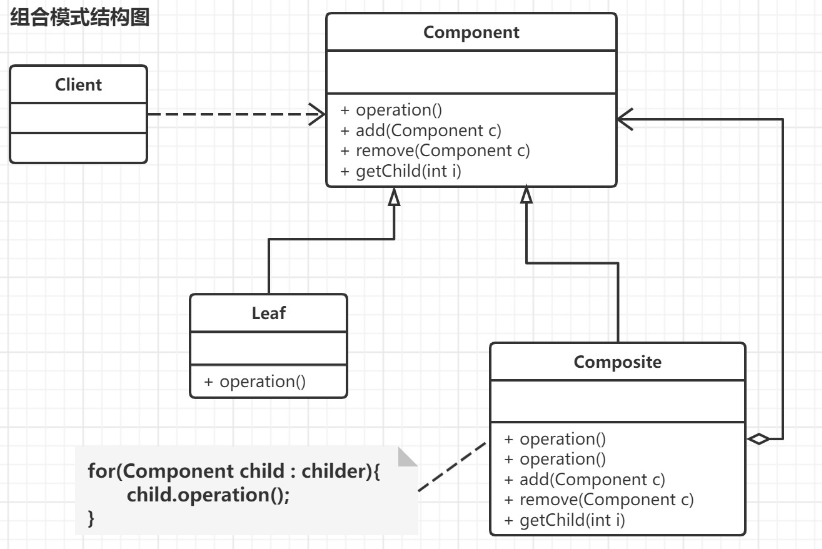 组合模式结构图
Component
+ operation()
+ add(Component c)
+ remove(Component c)
+ getChild(int i)
Client
Leaf
+ operation()
Composite
+ operation()
+ operation()
+ add(Component c)
+ remove(Component c)
+ getChild(int i)
for(Component child : childer){
child.operation();
}